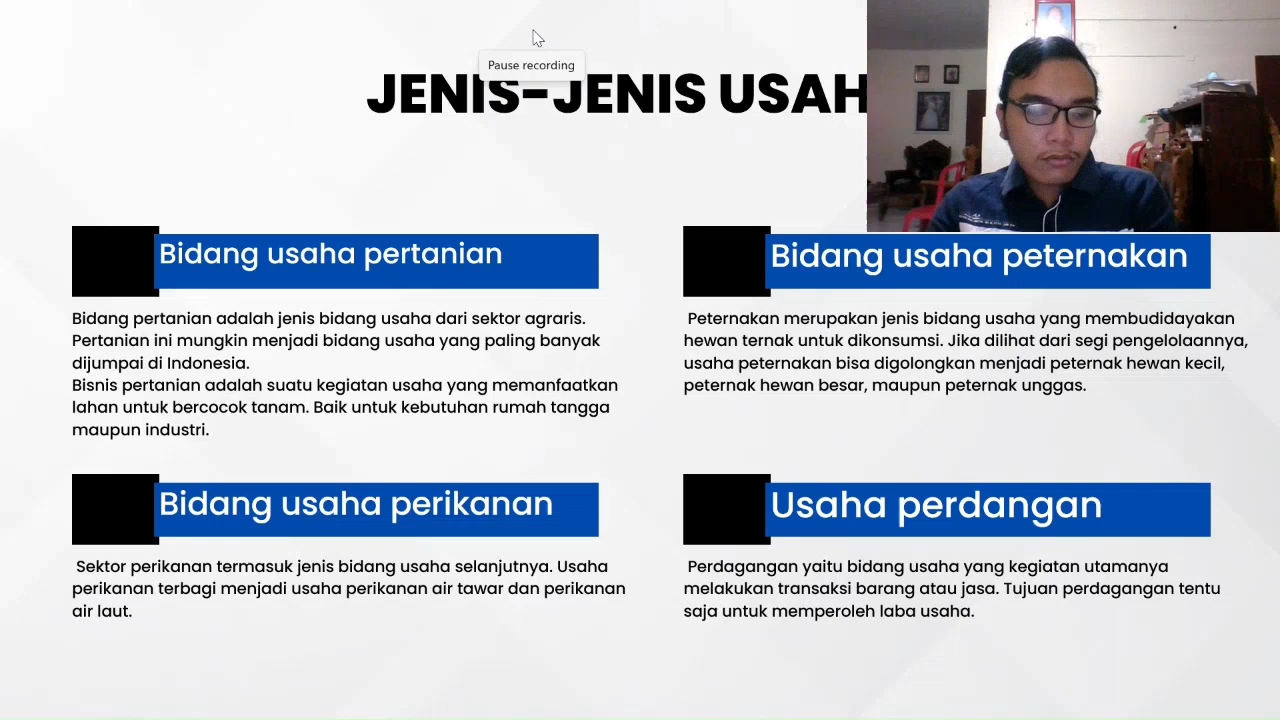 Pause recording
JENIS-JENIS USAH
Bidang usaha pertanian
Bidang pertanian adalah jenis bidang usaha dari sektor agraris.
Pertanian ini mungkin menjadi bidang usaha yang paling banyak
dijumpai di Indonesia.
Bisnis pertanian adalah suatu kegiatan usaha yang memanfaatkan
lahan untuk bercocok tanam. Baik untuk kebutuhan rumah tangga
maupun industri.
Bidang usaha peternakan
Peternakan merupakan jenis bidang usaha yang membudidayakan
hewan ternak untuk dikonsumsi. Jika dilihat dari segi pengelolaannya,
usaha peternakan bisa digolongkan menjadi peternak hewan kecil,
peternak hewan besar, maupun peternak unggas.
Bidang usaha perikanan
Sektor perikanan termasuk jenis bidang usaha selanjutnya. Usaha
perikanan terbagi menjadi usaha perikanan air tawar dan perikanan
air laut.
Usaha perdangan
Perdagangan yaitu bidang usaha yang kegiatan utamanya
melakukan transaksi barang atau jasa. Tujuan perdagangan tentu
saja untuk memperoleh laba usaha.